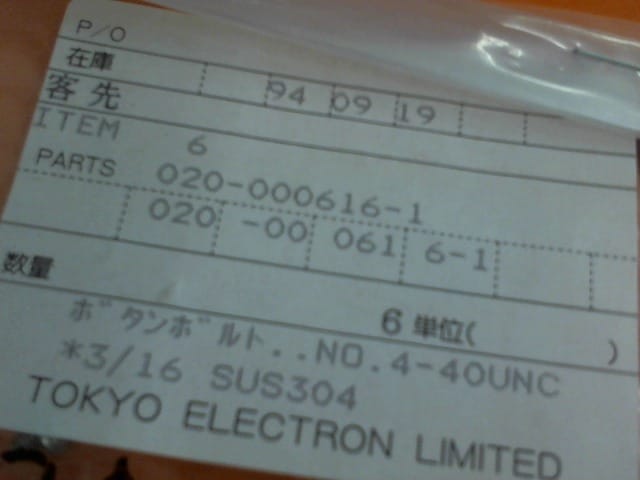 P/O
在庫 94 09 19
客先
ITEM 6
PARTS 020-000616-1
020 -00 061 6-1
数量 6 単位( )
ボタンボルト..NO.4-40UNC
*3/16 SUS304
TOKYO ELECTRON LIMITED